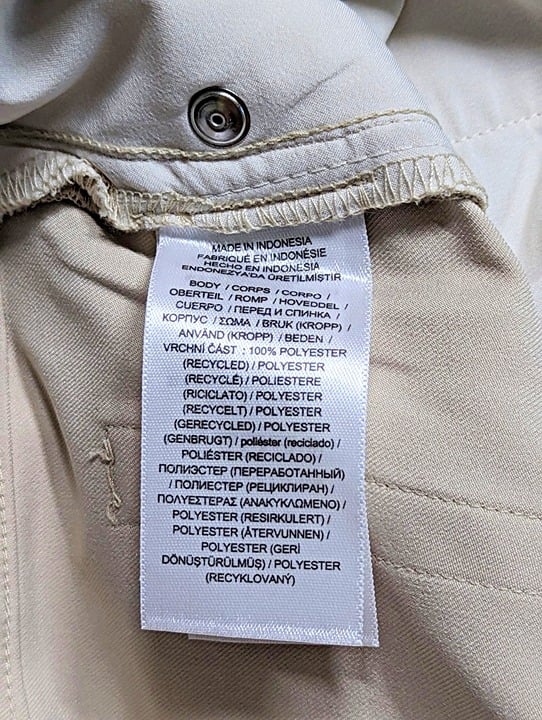 MADE IN INDONESIA
FABRIQUÉ EN INDONÉSIE
HECHO EN INDONESIA
ENDONEZYA'DA ÜRETİLMİŞTİR
BODY / CORPS / CORPO /
OBERTEIL / ROMP / HOVEDDEL /
CUERPO / ПЕРЕД И СПИНКА /
КОРПУС / ΣΩΜΑ / BRUK (KROPP) /
ANVÄND (KROPP) / BEDEN /
VRCHNÍ ČÁST : 100% POLYESTER
(RECYCLED) / POLYESTER
(RECYCLÉ) / POLIESTERE
(RICICLATO) / POLYESTER
(RECYCELT) / POLYESTER
(GERECYCLED) / POLYESTER
(GENBRUGT) / poliéster (reciclado) /
POLIÉSTER (RECICLADO) /
ПОЛИЭСТЕР (ПЕРЕРАБОТАННЫЙ)
/ ПОЛИЕСТЕР (РЕЦИКЛИРАН) /
ΠΟΛΥΕΣΤΕΡΑΣ (ΑΝΑΚΥΚΛΩΜΕΝΟ) /
POLYESTER (RESIRKULERT) /
POLYESTER (ÅTERVUNNEN) /
POLYESTER (GERİ
DÖNÜŞTÜRÜLMÜŞ) / POLYESTER
(RECYKLOVANÝ)